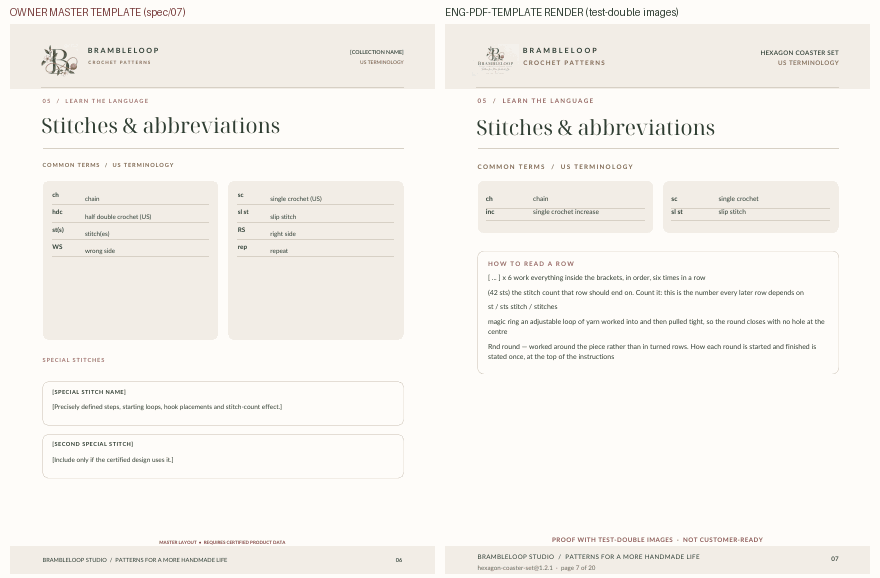 OWNER MASTER TEMPLATE (spec/07)
BRAMBLELOOP
CROCHET PATTERNS
[COLLECTION NAME]
US TERMINOLOGY
05 / LEARN THE LANGUAGE
Stitches & abbreviations
COMMON TERMS / US TERMINOLOGY
ch chain
hdc half double crochet (US)
st(s) stitch(es)
WS wrong side
sc single crochet (US)
sl st slip stitch
RS right side
rep repeat
SPECIAL STITCHES
[SPECIAL STITCH NAME]
[Precisely defined steps, starting loops, hook placements and stitch-count effect.]
[SECOND SPECIAL STITCH]
[Include only if the certified design uses it.]
MASTER LAYOUT • REQUIRES CERTIFIED PRODUCT DATA
BRAMBLELOOP STUDIO / PATTERNS FOR A MORE HANDMADE LIFE
06
ENG-PDF-TEMPLATE RENDER (test-double images)
BRAMBLELOOP
BRAMBLELOOP
CROCHET PATTERNS
HEXAGON COASTER SET
US TERMINOLOGY
05 / LEARN THE LANGUAGE
Stitches & abbreviations
COMMON TERMS / US TERMINOLOGY
ch chain
inc single crochet increase
sc single crochet
sl st slip stitch
HOW TO READ A ROW
[ ... ] x 6 work everything inside the brackets, in order, six times in a row
(42 sts) the stitch count that row should end on. Count it: this is the number every later row depends on
st / sts stitch / stitches
magic ring an adjustable loop of yarn worked into and then pulled tight, so the round closes with no hole at the
centre
Rnd round — worked around the piece rather than in turned rows. How each round is started and finished is
stated once, at the top of the instructions
PROOF WITH TEST-DOUBLE IMAGES - NOT CUSTOMER-READY
BRAMBLELOOP STUDIO / PATTERNS FOR A MORE HANDMADE LIFE
07
hexagon-coaster-set@1.2.1 - page 7 of 20